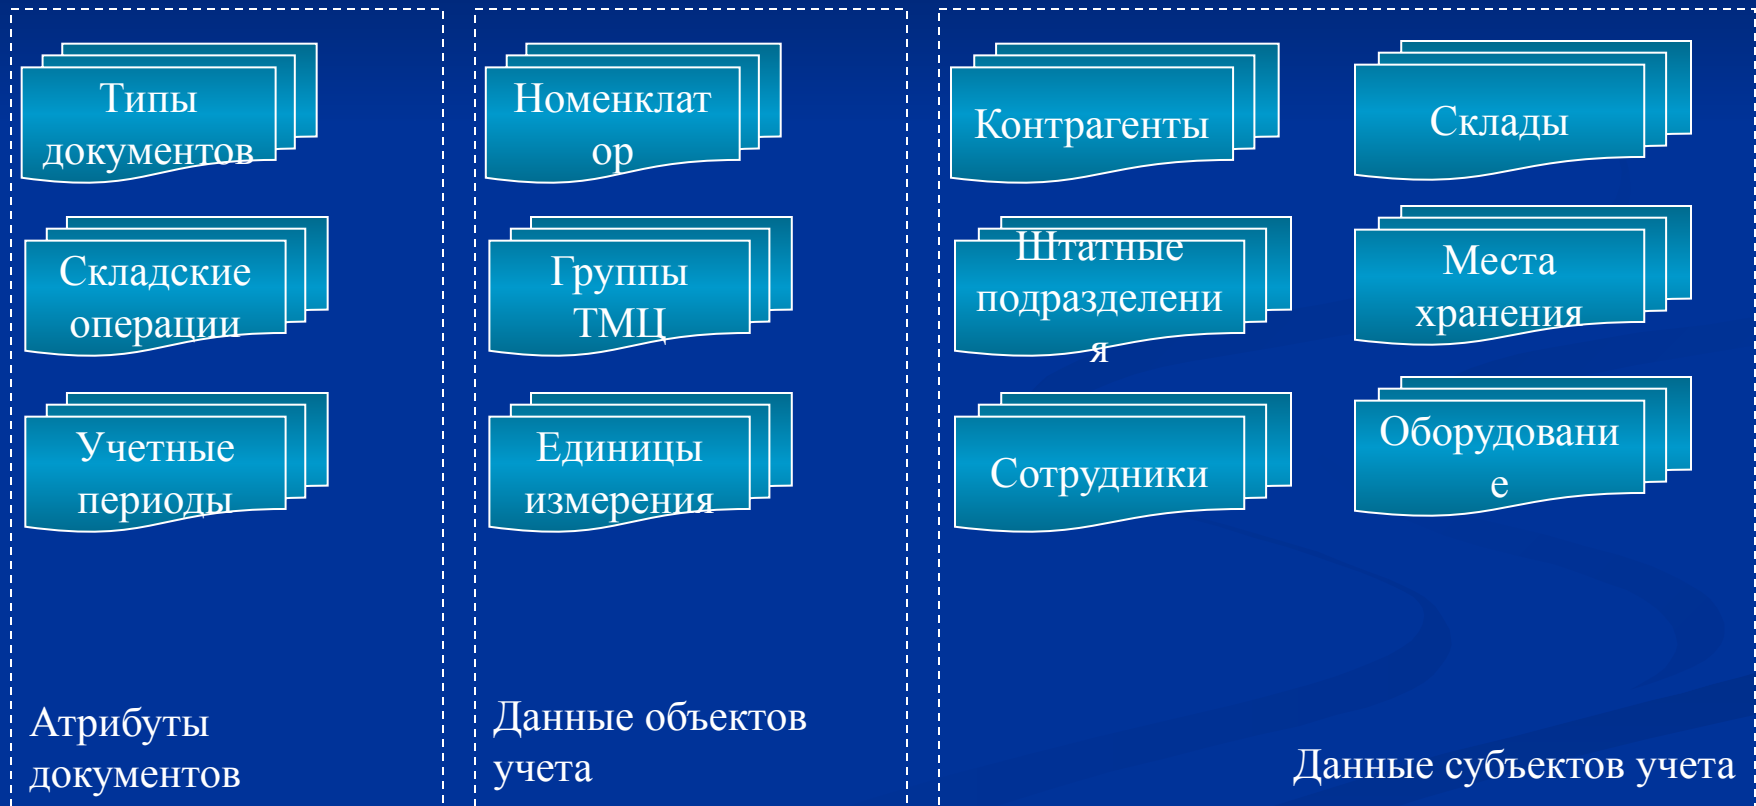 Типы
документов
Складские
операции
Учетные
периоды
Атрибуты
документов
Номенклат
ор
Группы
ТМЦ
Единицы
измерения
Данные объектов
учета
Контрагенты
Штатные
подразделени
я
Сотрудники
Склады
Места
хранения
Оборудовани
е
Данные субъектов учета